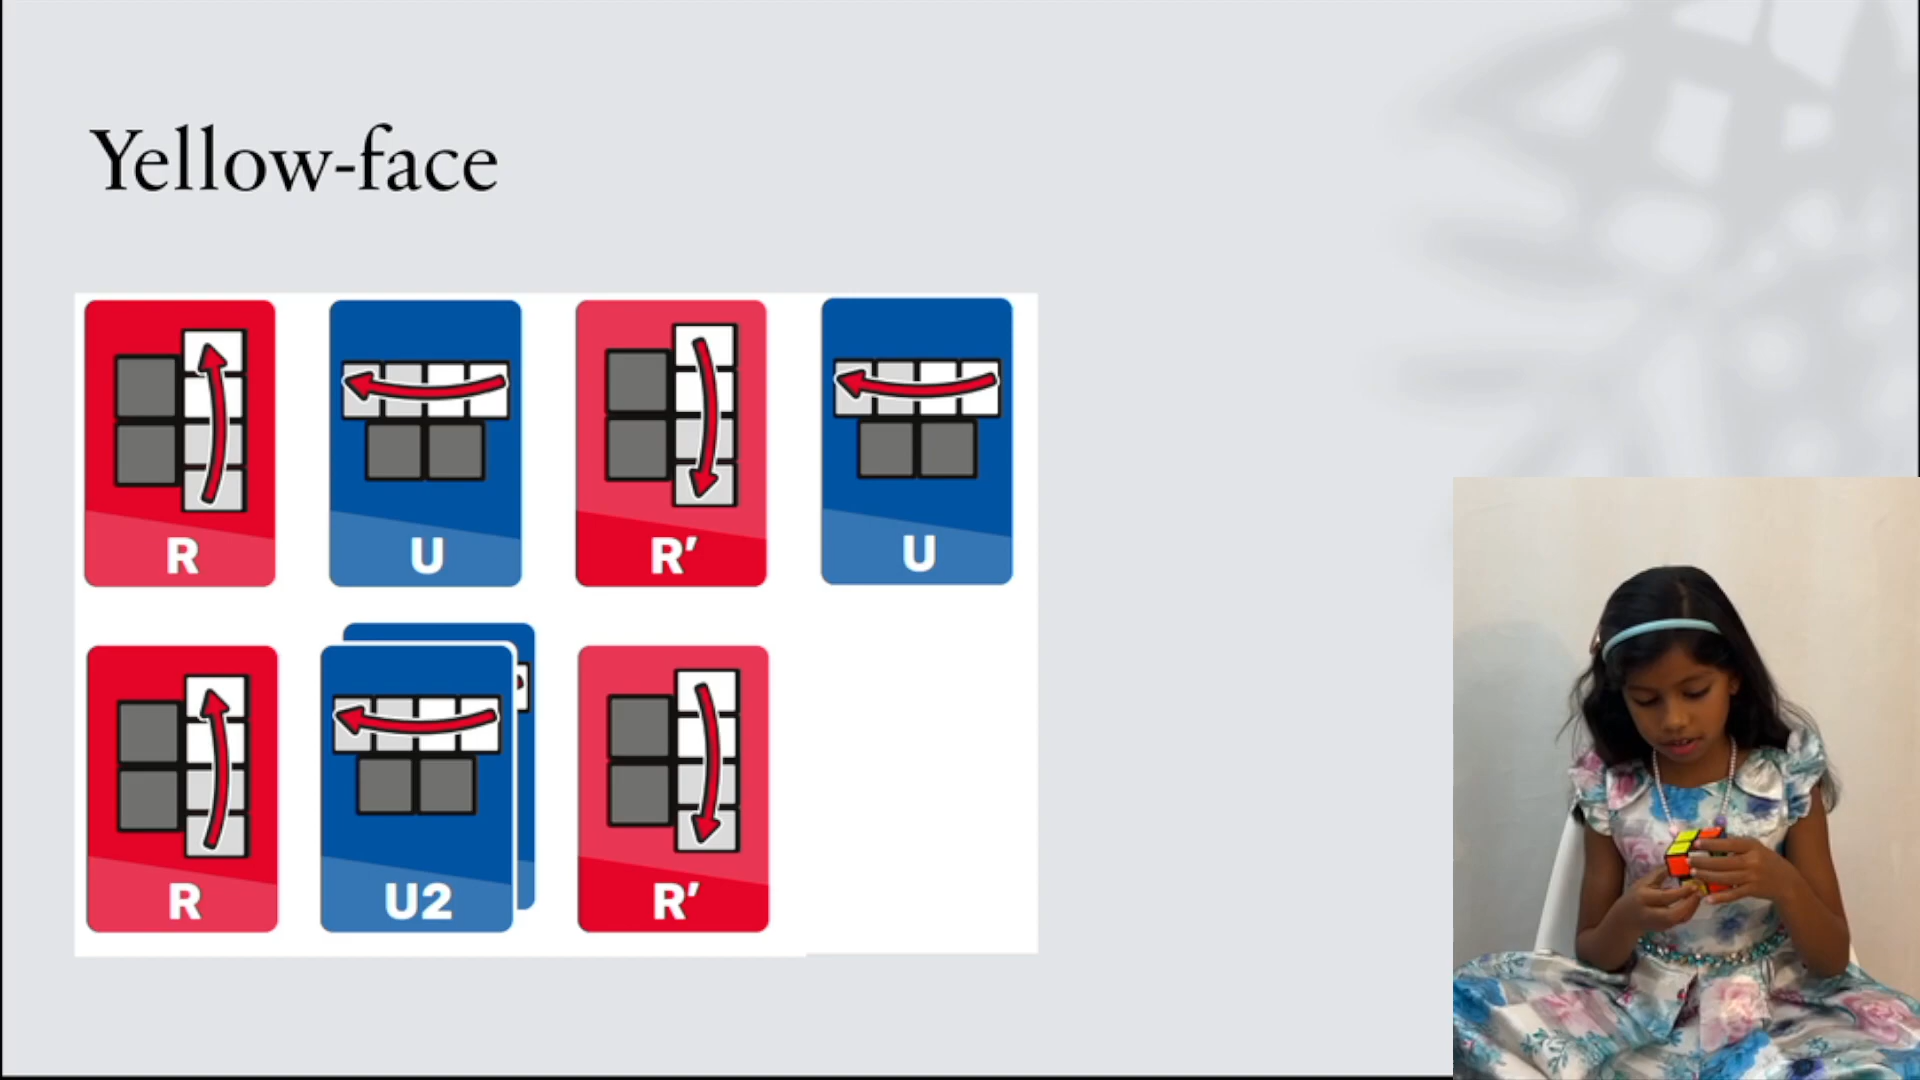 Yellow-face
R U R′ U
R U2 R′